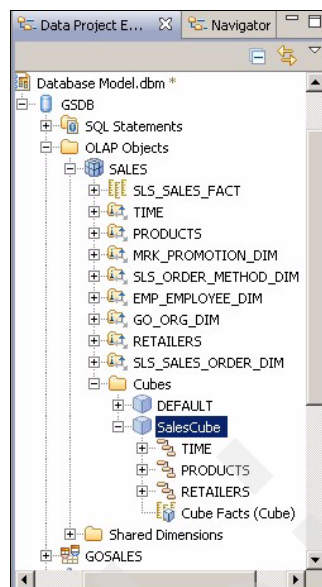 Data Project E... Navigator
Database Model.dbm *
GSDB
SQL Statements
OLAP Objects
SALES
SLS_SALES_FACT
TIME
PRODUCTS
MRK_PROMOTION_DIM
SLS_ORDER_METHOD_DIM
EMP_EMPLOYEE_DIM
GO_ORG_DIM
RETAILERS
SLS_SALES_ORDER_DIM
Cubes
DEFAULT
SalesCube
TIME
PRODUCTS
RETAILERS
Cube Facts (Cube)
Shared Dimensions
GOSALES